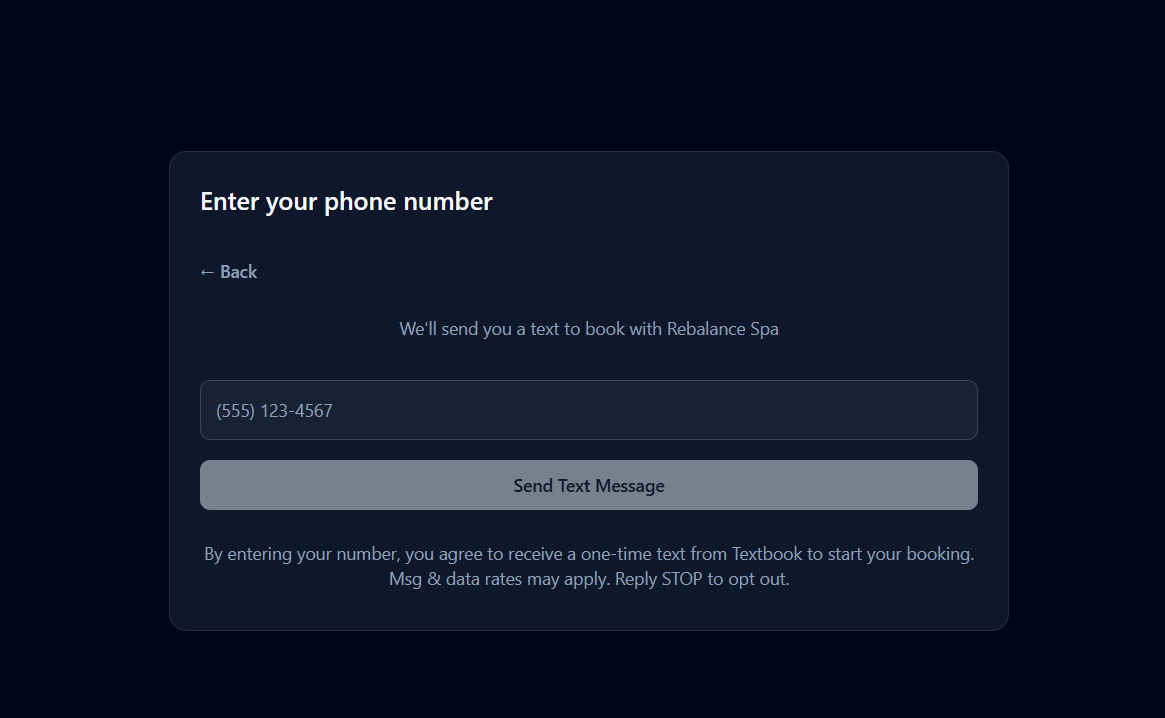 Enter your phone number
← Back
We'll send you a text to book with Rebalance Spa
(555) 123-4567
Send Text Message
By entering your number, you agree to receive a one-time text from Textbook to start your booking.
Msg & data rates may apply. Reply STOP to opt out.